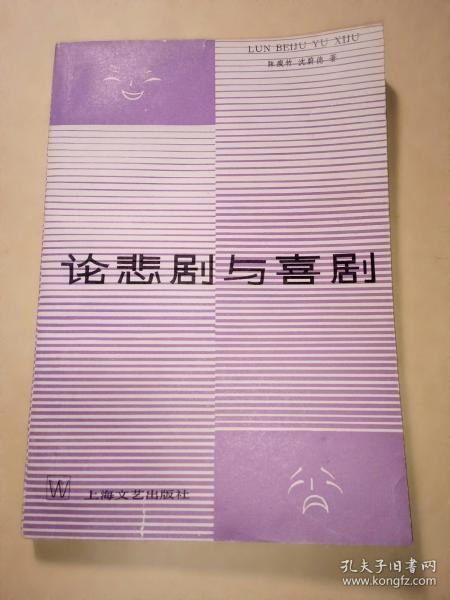 LUN BEIJU YU XIJU
陈瘦竹 沈蔚德 著
论悲剧与喜剧
W 上海文艺出版社
孔夫子旧书网
www.kongfz.com